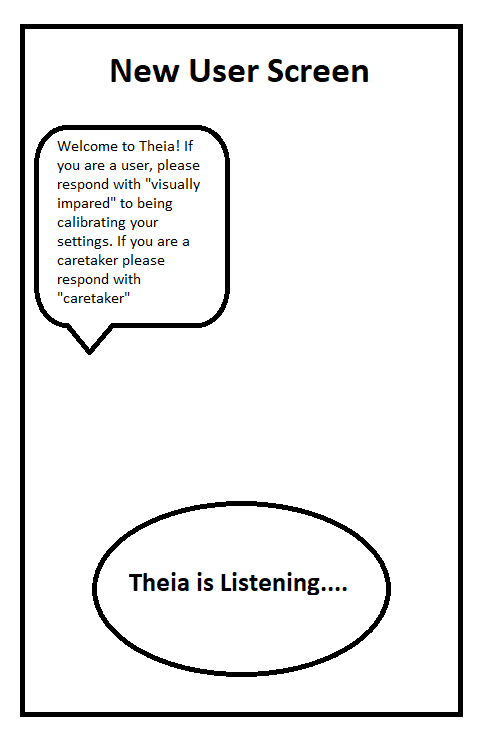 New User Screen
Welcome to Theia! If
you are a user, please
respond with "visually
impared" to being
calibrating your
settings. If you are a
caretaker please
respond with
"caretaker"
Theia is Listening....